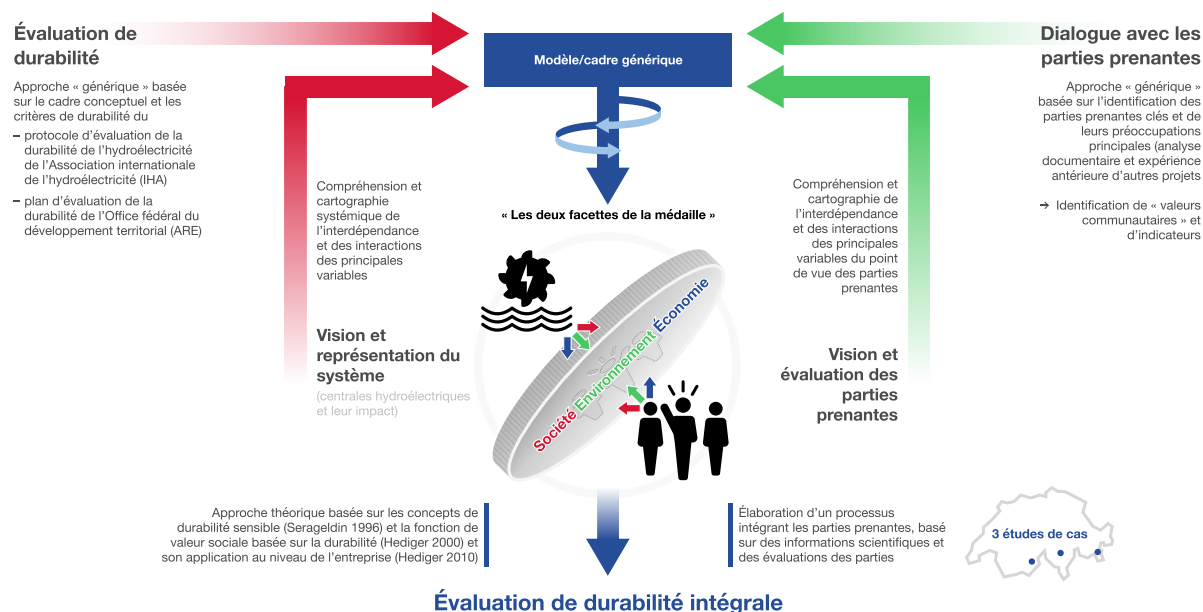 Évaluation de
durabilité
Approche « générique » basée
sur le cadre conceptuel et les
critères de durabilité du
– protocole d’évaluation de la
durabilité de l’hydroélectricité
de l’Association internationale
de l’hydroélectricité (IHA)
– plan d’évaluation de la
durabilité de l’Office fédéral du
développement territorial (ARE)
Modèle/cadre générique
Dialogue avec les
parties prenantes
Approche « générique »
basée sur l’identification des
parties prenantes clés et de
leurs préoccupations
principales (analyse
documentaire et expérience
antérieure d’autres projets
→ Identification de « valeurs
communautaires » et
d’indicateurs
Compréhension et
cartographie
systémique de
l’interdépendance
et des interactions
des principales
variables
Vision et
représentation du
système
(centrales hydroélectriques
et leur impact)
« Les deux facettes de la médaille »
Société Environnement Économie
Compréhension et
cartographie de
l’interdépendance
et des interactions
des principales
variables du point
de vue des parties
prenantes
Vision et
évaluation des
parties
prenantes
Approche théorique basée sur les concepts de
durabilité sensible (Serageldin 1996) et la fonction de
valeur sociale basée sur la durabilité (Hediger 2000) et
son application au niveau de l’entreprise (Hediger 2010)
Élaboration d’un processus
intégrant les parties prenantes, basé
sur des informations scientifiques et
des évaluations des parties
3 études de cas
Évaluation de durabilité intégrale